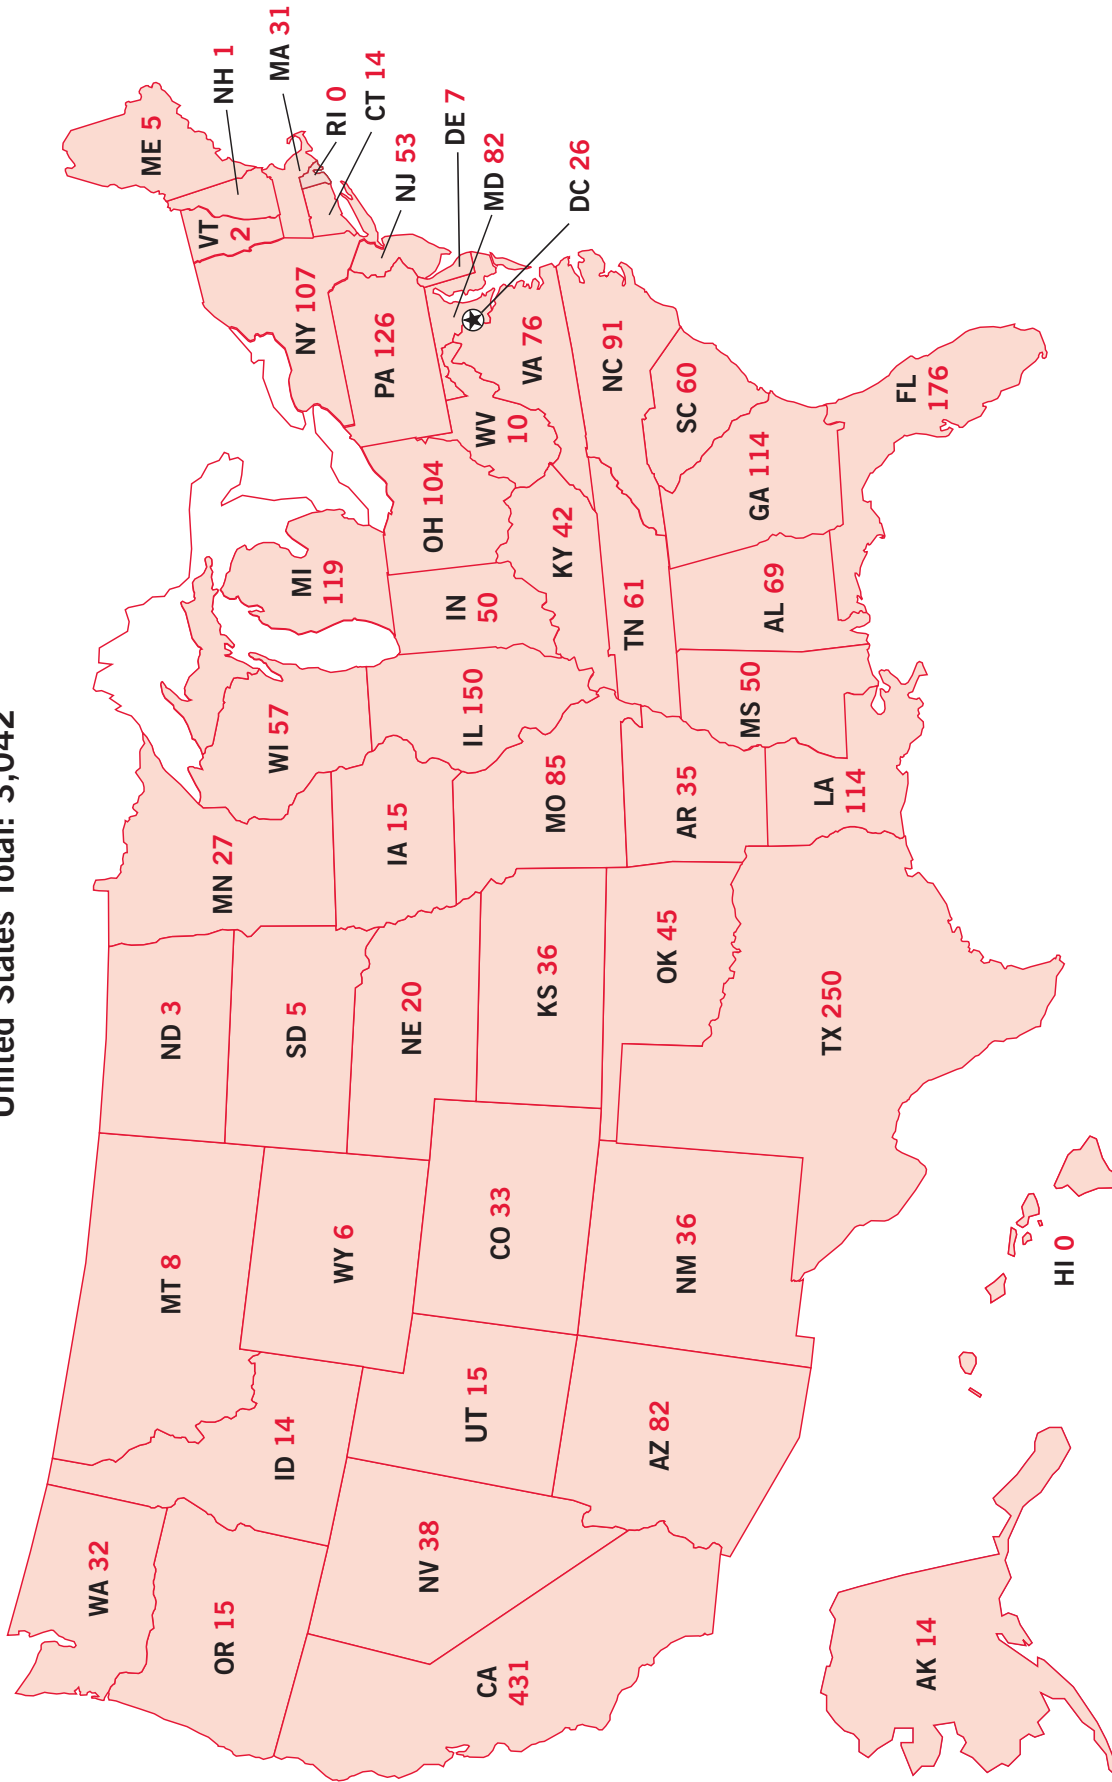 United States Total: 3,042
WA 32
OR 15
CA
431
NV 38
ID 14
MT 8
WY 6
UT 15
AZ 82
CO 33
NM 36
ND 3
SD 5
NE 20
KS 36
OK 45
TX 250
MN 27
IA 15
MO 85
AR 35
LA
114
WI 57
IL 150
MS 50
MI
119
IN
50
KY 42
TN 61
AL 69
OH 104
WV
10
GA 114
FL
176
SC 60
NC 91
VA 76
PA 126
NY 107
VT
2
ME 5
NH 1
MA 31
RI 0
CT 14
NJ 53
DE 7
MD 82
DC 26
AK 14
HI 0